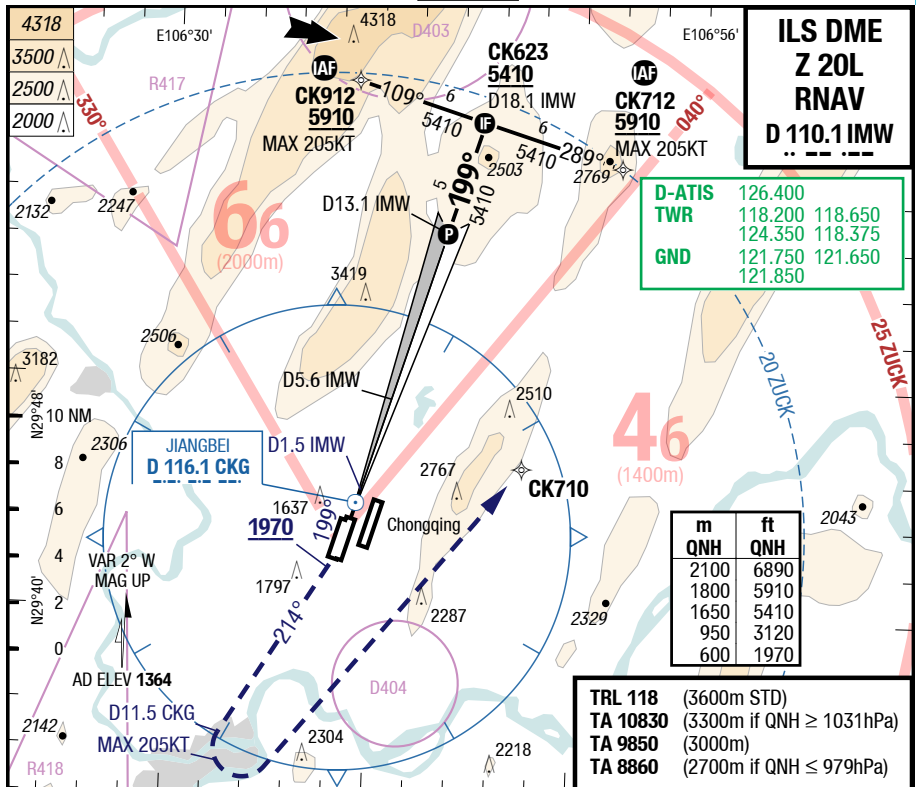 4318
3500
2500
2000
E106°30'
4318
D403
E106°56'
R417
330°
IAF
CK912
5910
MAX 205KT
109°
6
5410
CK623
5410
D18.1 IMW
IF
6
5410
289°
IAF
CK712
5910
MAX 205KT
040°
ILS DME
Z 20L
RNAV
D 110.1 IMW
2503
2769
199°
5
5410
D13.1 IMW
P
2132
2247
66
(2000m)
D-ATIS 126.400
TWR 118.200 118.650
124.350 118.375
GND 121.750 121.650
121.850
3419
2506
3182
D5.6 IMW
2510
20 ZUCK
25 ZUCK
N29°48'
10 NM
8
6
4
2
0
N29°40'
2306
JIANGBEI
D 116.1 CKG
D1.5 IMW
46
(1400m)
2767
CK710
1637
199°
1970
Chongqing
2043
m ft
QNH QNH
2100 6890
1800 5910
1650 5410
950 3120
600 1970
VAR 2° W
MAG UP
1797
214°
2287
2329
AD ELEV 1364
D404
D11.5 CKG
MAX 205KT
2142
R418
2304
2218
TRL 118 (3600m STD)
TA 10830 (3300m if QNH ≥ 1031hPa)
TA 9850 (3000m)
TA 8860 (2700m if QNH ≤ 979hPa)